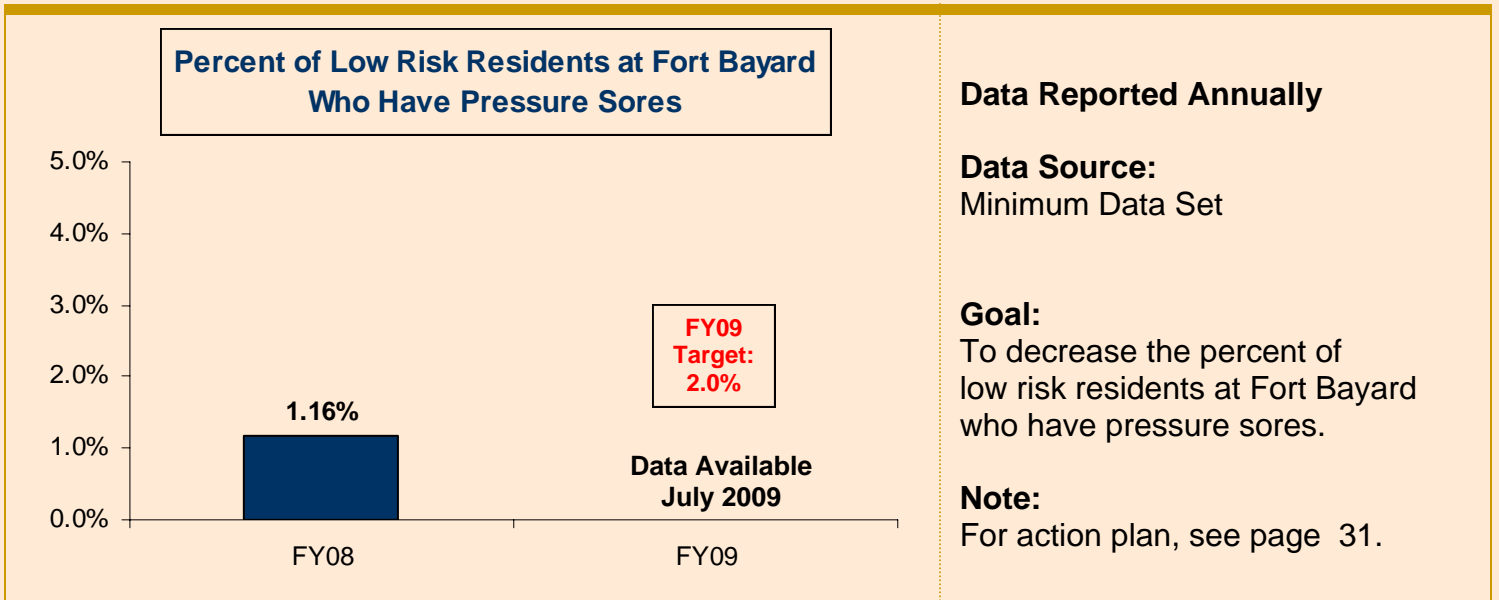 Percent of Low Risk Residents at Fort Bayard
Who Have Pressure Sores
5.0%
4.0%
3.0%
2.0%
1.0%
0.0%
1.16%
FY09
Target:
2.0%
Data Available
July 2009
FY08
FY09
Data Reported Annually
Data Source:
Minimum Data Set
Goal:
To decrease the percent of
low risk residents at Fort Bayard
who have pressure sores.
Note:
For action plan, see page 31.